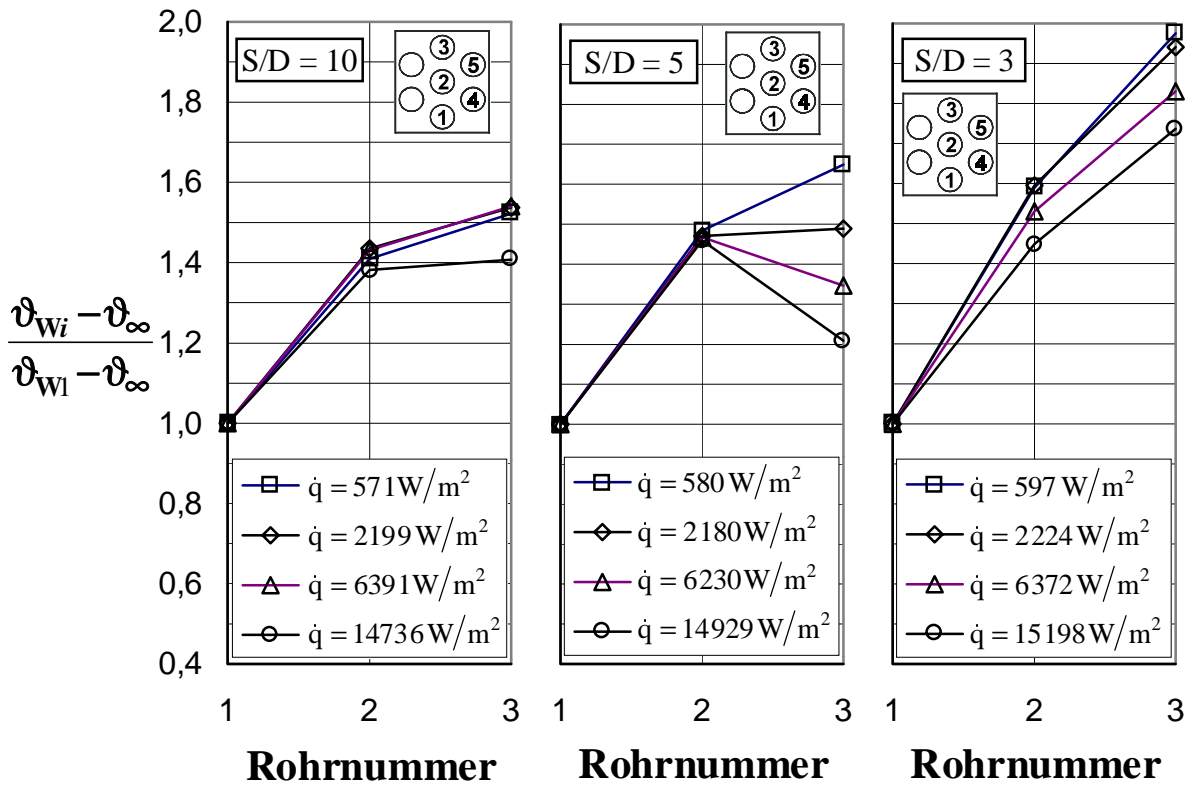 2,0
1,8
1,6
1,4
1,2
1,0
0,8
0,6
0,4
ϑWi − ϑ∞
ϑW1 − ϑ∞
S/D = 10
3
5
2
4
1
q̇ = 571 W/m²
q̇ = 2199 W/m²
q̇ = 6391 W/m²
q̇ = 14736 W/m²
1 2 3
Rohrnummer
S/D = 5
3
5
2
4
1
q̇ = 580 W/m²
q̇ = 2180 W/m²
q̇ = 6230 W/m²
q̇ = 14929 W/m²
1 2 3
Rohrnummer
S/D = 3
3
5
2
4
1
q̇ = 597 W/m²
q̇ = 2224 W/m²
q̇ = 6372 W/m²
q̇ = 15198 W/m²
1 2 3
Rohrnummer